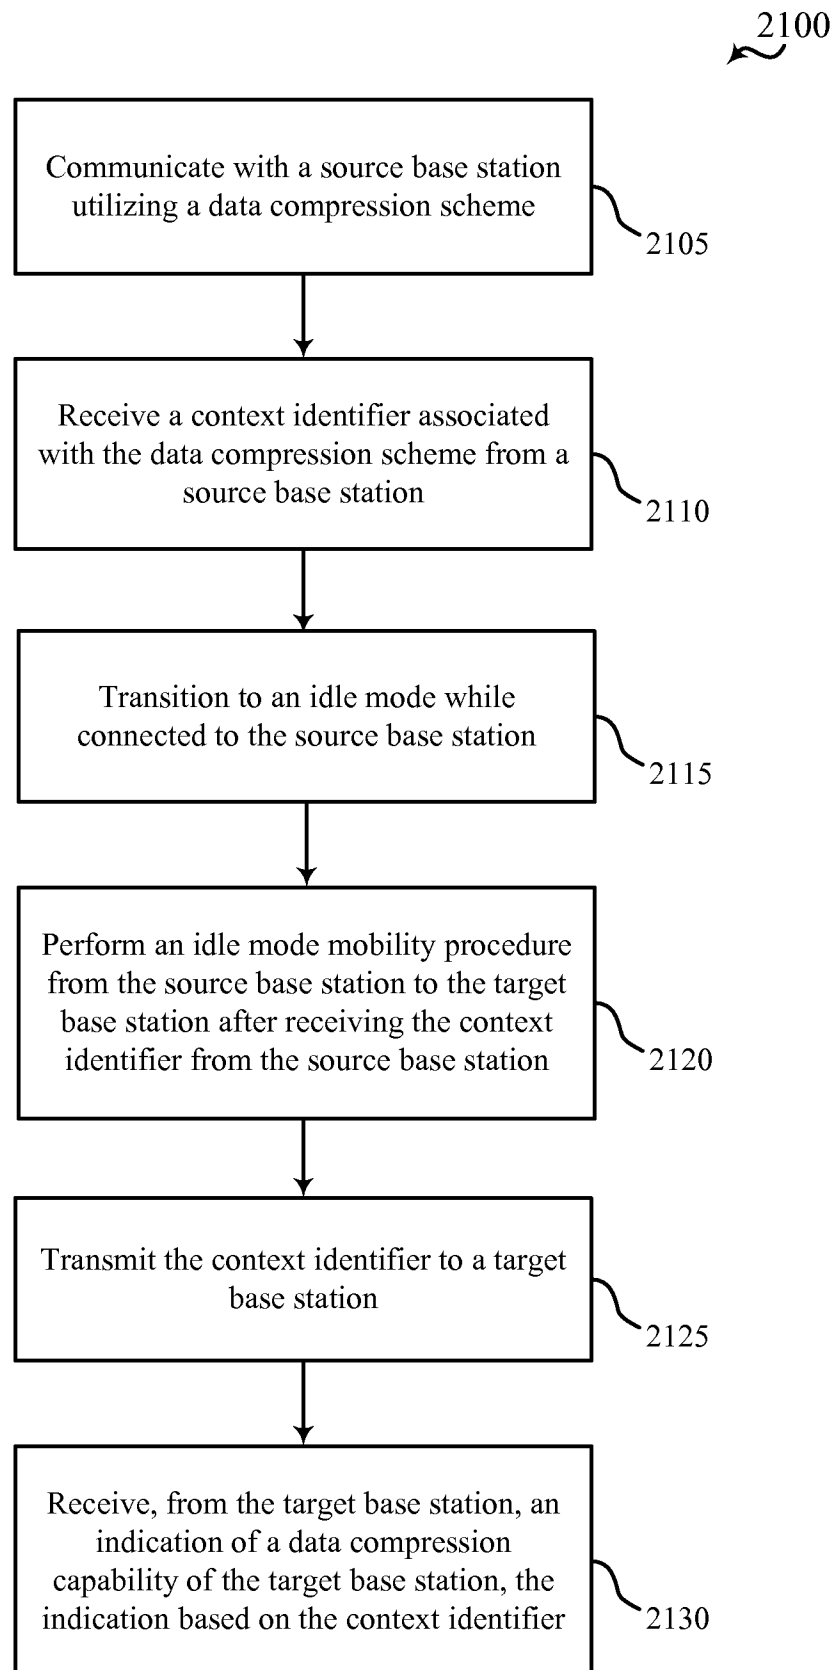 2100
Communicate with a source base station
utilizing a data compression scheme
2105
Receive a context identifier associated
with the data compression scheme from a
source base station
2110
Transition to an idle mode while
connected to the source base station
2115
Perform an idle mode mobility procedure
from the source base station to the target
base station after receiving the context
identifier from the source base station
2120
Transmit the context identifier to a target
base station
2125
Receive, from the target base station, an
indication of a data compression
capability of the target base station, the
indication based on the context identifier
2130